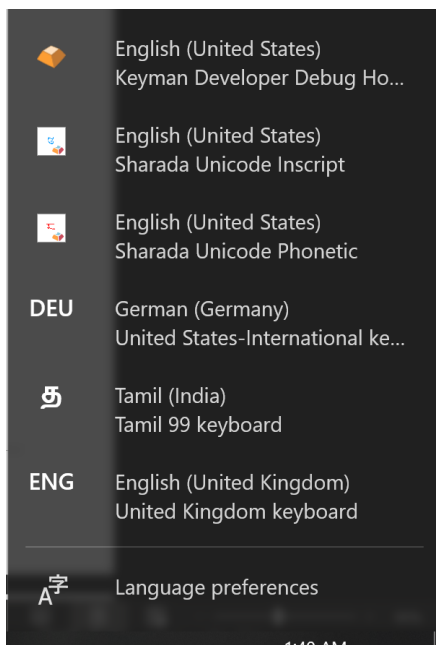 English (United States)
Keyman Developer Debug Ho...
English (United States)
Sharada Unicode Inscript
English (United States)
Sharada Unicode Phonetic
DEU German (Germany)
United States-International ke...
த Tamil (India)
Tamil 99 keyboard
ENG English (United Kingdom)
United Kingdom keyboard
A字 Language preferences